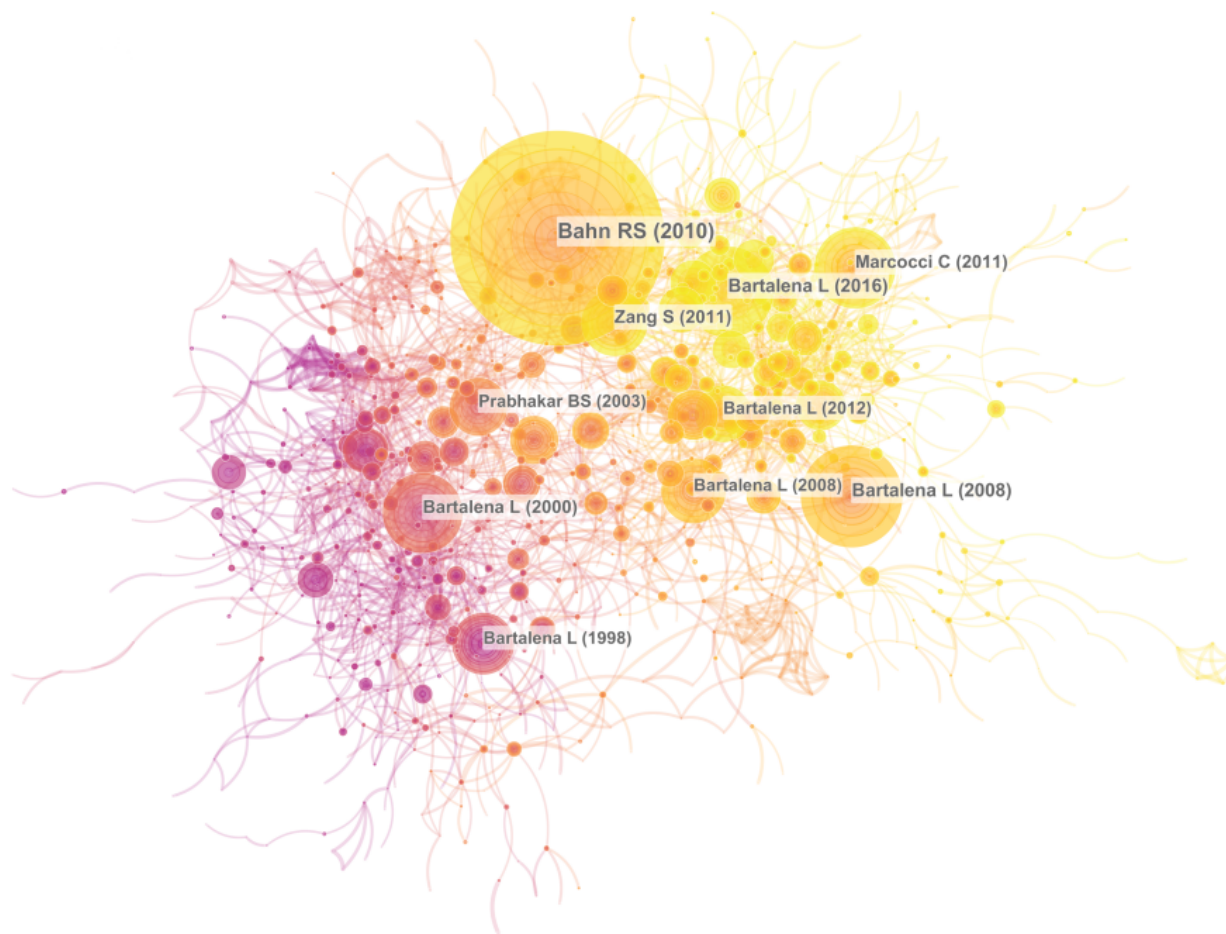 Bahn RS (2010)
Marcocci C (2011)
Bartalena L (2016)
Zang S (2011)
Prabhakar BS (2003)
Bartalena L (2012)
Bartalena L (2008)
Bartalena L (2008)
Bartalena L (2000)
Bartalena L (1998)